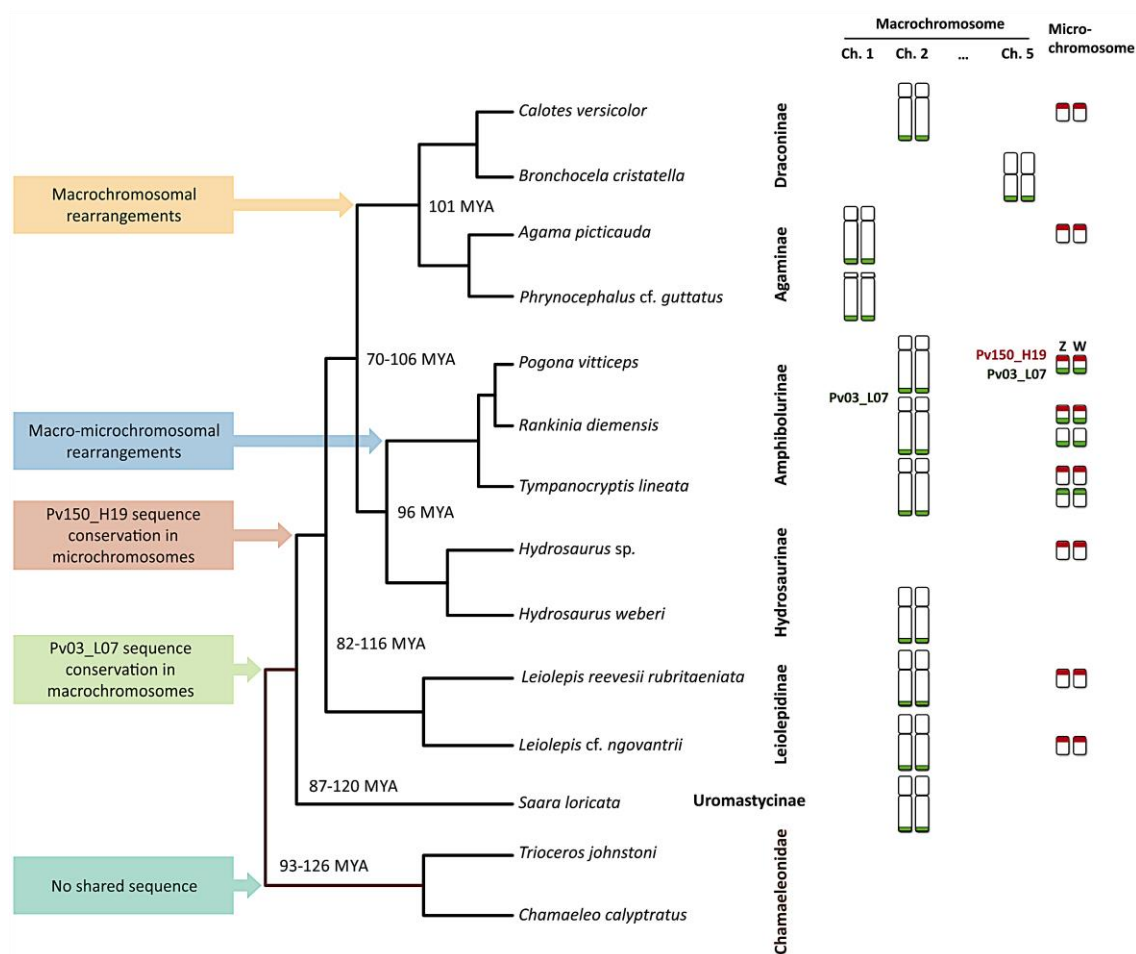 Macrochromosome
Micro-
chromosome
Ch. 1 Ch. 2 ... Ch. 5
Calotes versicolor
Bronchocela cristatella
Draconinae
Macrochromosomal
rearrangements
101 MYA
Agama picticauda
Phrynocephalus cf. guttatus
Agaminae
70-106 MYA
Pogona vitticeps
Z W
Pv150_H19
Pv03_L07
Pv03_L07
Rankinia diemensis
Amphibolurinae
Macro-microchromosomal
rearrangements
Tympanocryptis lineata
96 MYA
Pv150_H19 sequence
conservation in
microchromosomes
Hydrosaurus sp.
Hydrosaurus weberi
Hydrosaurinae
82-116 MYA
Pv03_L07 sequence
conservation in
macrochromosomes
Leiolepis reevesii rubritaeniata
Leiolepis cf. ngovantrii
Leiolepidinae
87-120 MYA
Saara loricata
Uromastycinae
93-126 MYA
No shared sequence
Trioceros johnstoni
Chamaeleo calyptratus
Chamaeleonidae